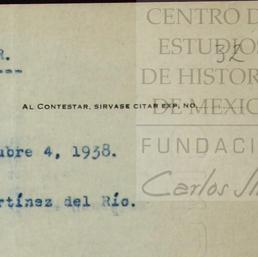 CENTRO D
ESTUDIO
DE HISTOR
DE MEXIC
FUNDACI
Carlos Sl
32
R.
AL CONTESTAR, SIRVASE CITAR EXP. NO.
ubre 4, 1938.
rtínez del Río.